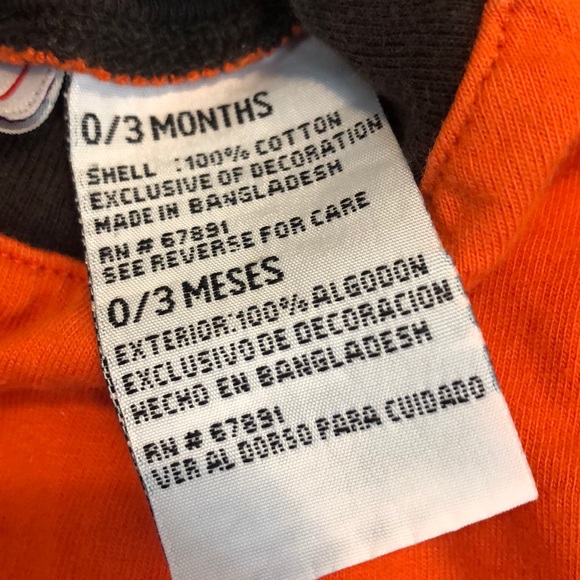 0/3 MONTHS
SHELL :100% COTTON
EXCLUSIVE OF DECORATION
MADE IN BANGLADESH
RN # 67891
SEE REVERSE FOR CARE
0/3 MESES
EXTERIOR:100% ALGODON
EXCLUSIVO DE DECORACION
HECHO EN BANGLADESH
RN # 67891
VER AL DORSO PARA CUIDADO